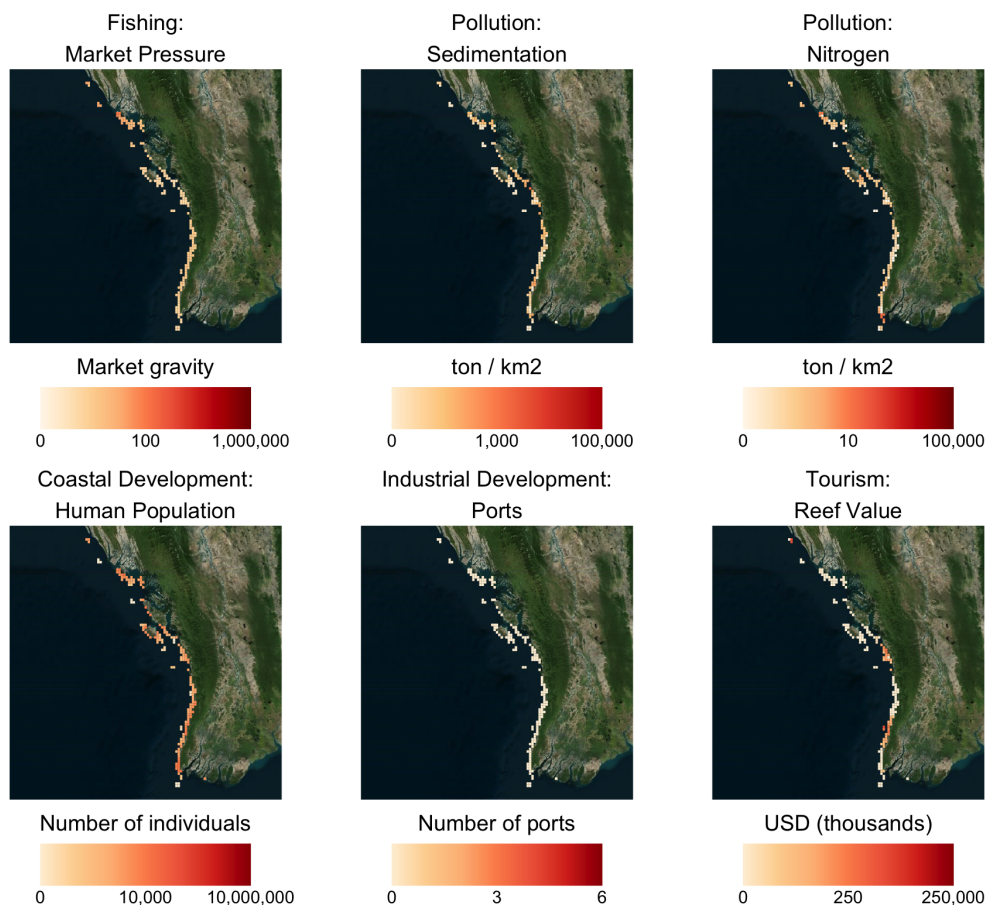 Fishing:
Market Pressure
Pollution:
Sedimentation
Pollution:
Nitrogen
Market gravity
0 100 1,000,000
ton / km2
0 1,000 100,000
ton / km2
0 10 100,000
Coastal Development:
Human Population
Industrial Development:
Ports
Tourism:
Reef Value
Number of individuals
0 10,000 10,000,000
Number of ports
0 3 6
USD (thousands)
0 250 250,000